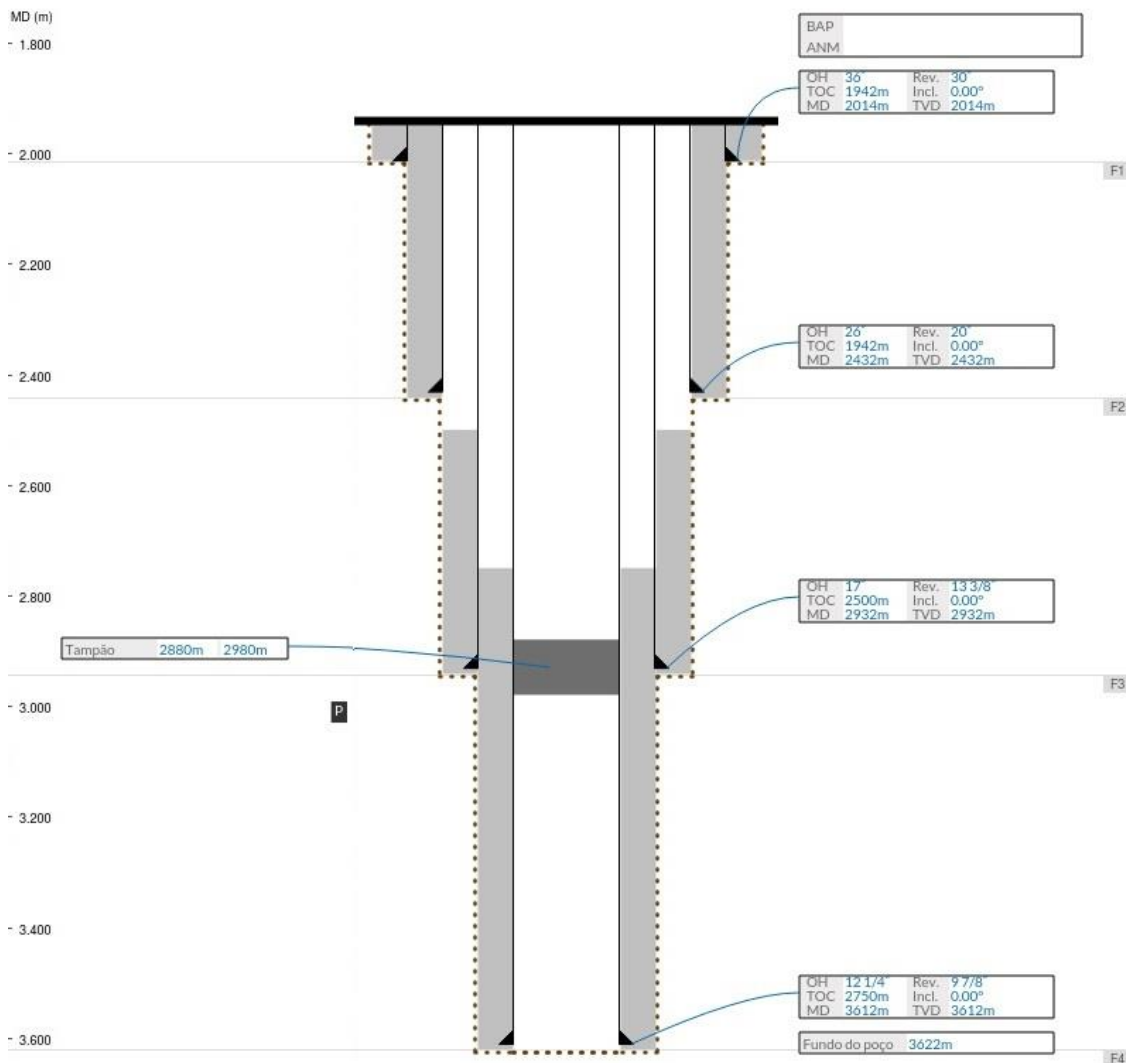 MD (m)
1.800
BAP
ANM
OH 36" Rev. 30"
TOC 1942m Incl. 0.00°
MD 2014m TVD 2014m
2.000
F1
2.200
OH 26" Rev. 20"
TOC 1942m Incl. 0.00°
MD 2432m TVD 2432m
2.400
F2
2.600
OH 17" Rev. 13 3/8"
TOC 2500m Incl. 0.00°
MD 2932m TVD 2932m
2.800
Tampão 2880m 2980m
F3
3.000
P
3.200
3.400
OH 12 1/4" Rev. 9 7/8"
TOC 2750m Incl. 0.00°
MD 3612m TVD 3612m
3.600
Fundo do poço 3622m
F4